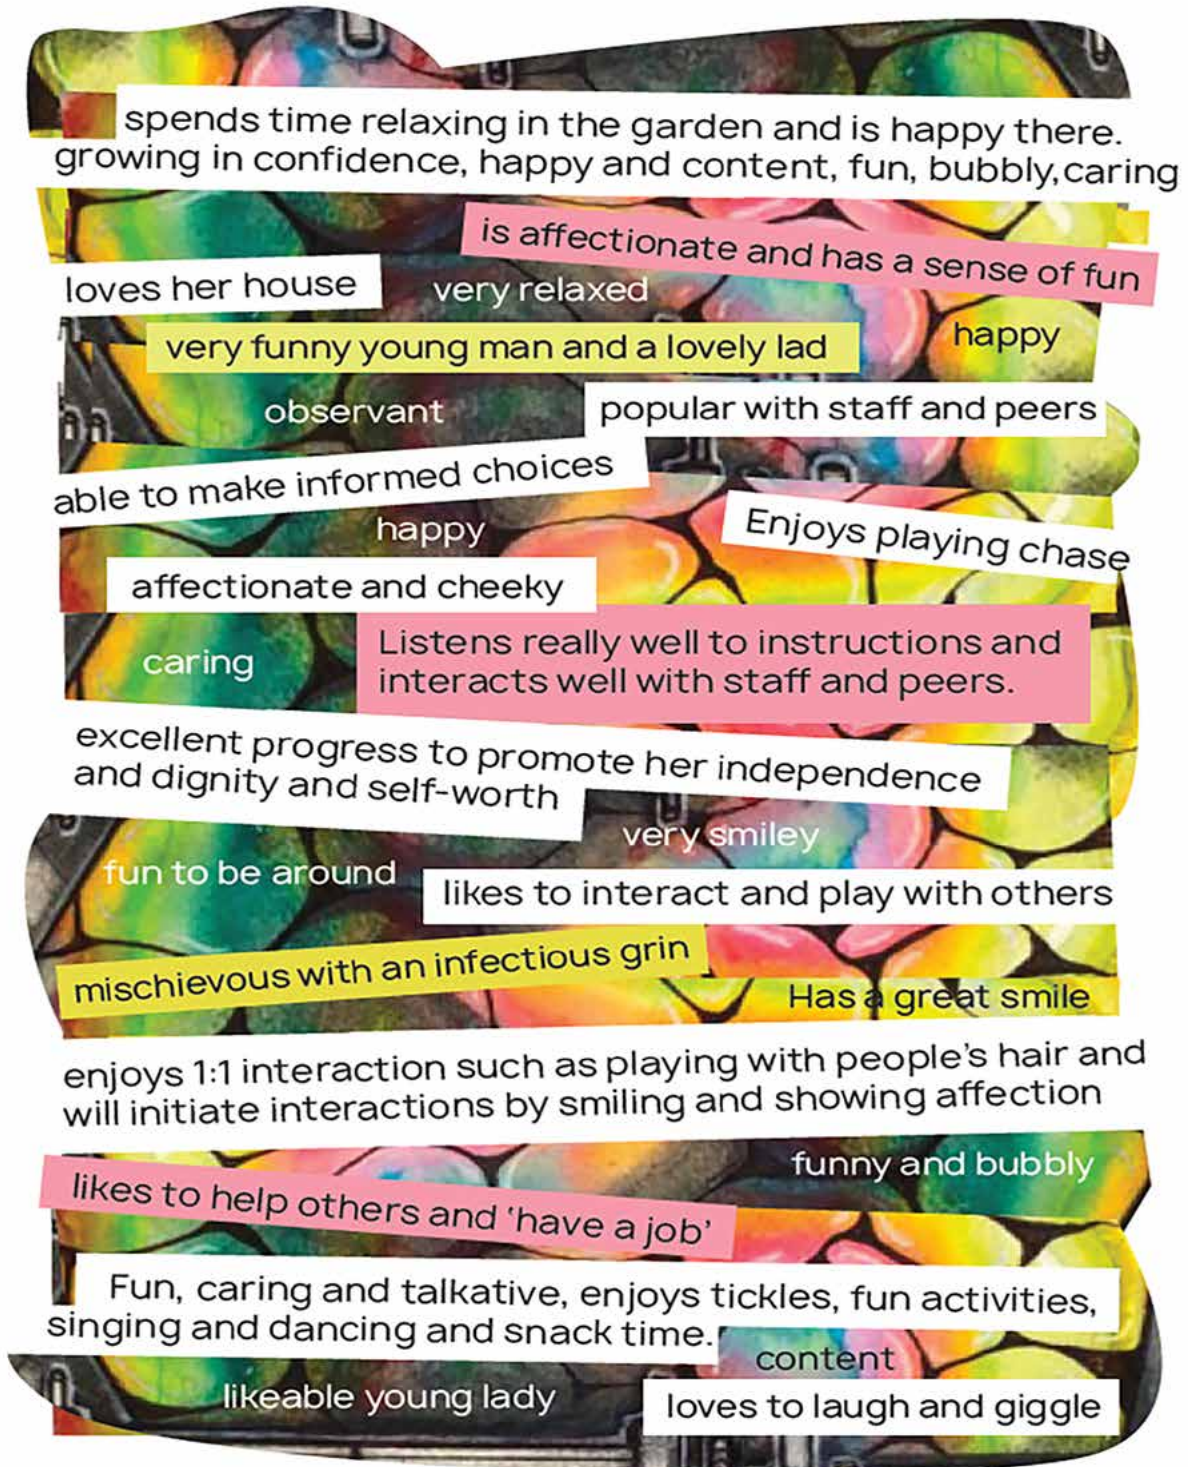 spends time relaxing in the garden and is happy there.
growing in confidence, happy and content, fun, bubbly, caring
is affectionate and has a sense of fun
loves her house
very relaxed
very funny young man and a lovely lad
happy
observant
popular with staff and peers
able to make informed choices
happy
Enjoys playing chase
affectionate and cheeky
caring
Listens really well to instructions and
interacts well with staff and peers.
excellent progress to promote her independence
and dignity and self-worth
very smiley
fun to be around
likes to interact and play with others
mischievous with an infectious grin
Has a great smile
enjoys 1:1 interaction such as playing with people's hair and
will initiate interactions by smiling and showing affection
funny and bubbly
likes to help others and ‘have a job’
Fun, caring and talkative, enjoys tickles, fun activities,
singing and dancing and snack time.
content
likeable young lady
loves to laugh and giggle